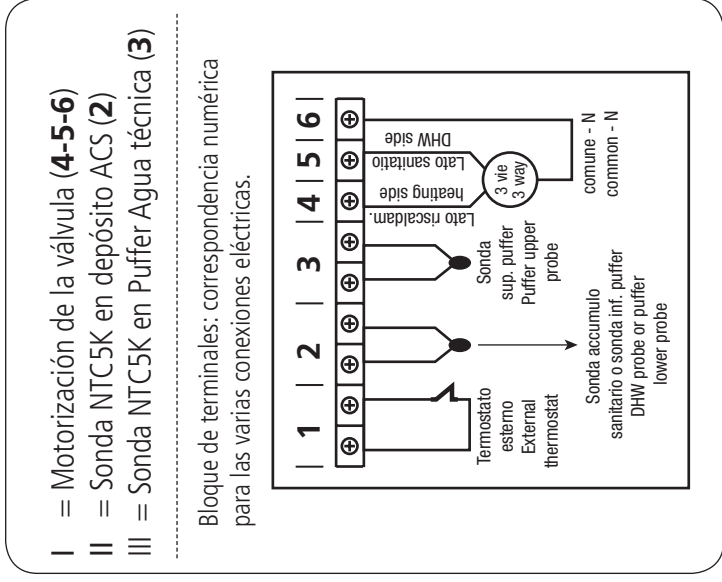 I = Motorización de la válvula (4-5-6)
II = Sonda NTC5K en depósito ACS (2)
III = Sonda NTC5K en Puffer Agua técnica (3)
Bloque de terminales: correspondencia numérica
para las varias conexiones eléctricas.
| 1 | 2 | 3 | 4 | 5 | 6 |
Termostato
esterno
External
thermostat
Sonda accumulo
sanitario o sonda inf. puffer
DHW probe or puffer
lower probe
Sonda
sup. puffer
Puffer upper
probe
Lato riscaldam.
heating side
Lato sanitatio
DHW side
3 vie
3 way
comune - N
common - N